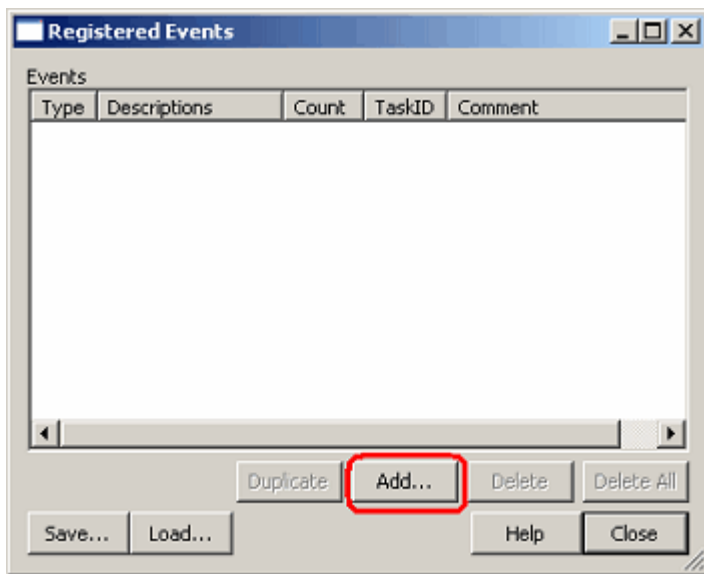 Registered Events
Events
Type Descriptions Count TaskID Comment
Duplicate Add... Delete Delete All
Save... Load... Help Close